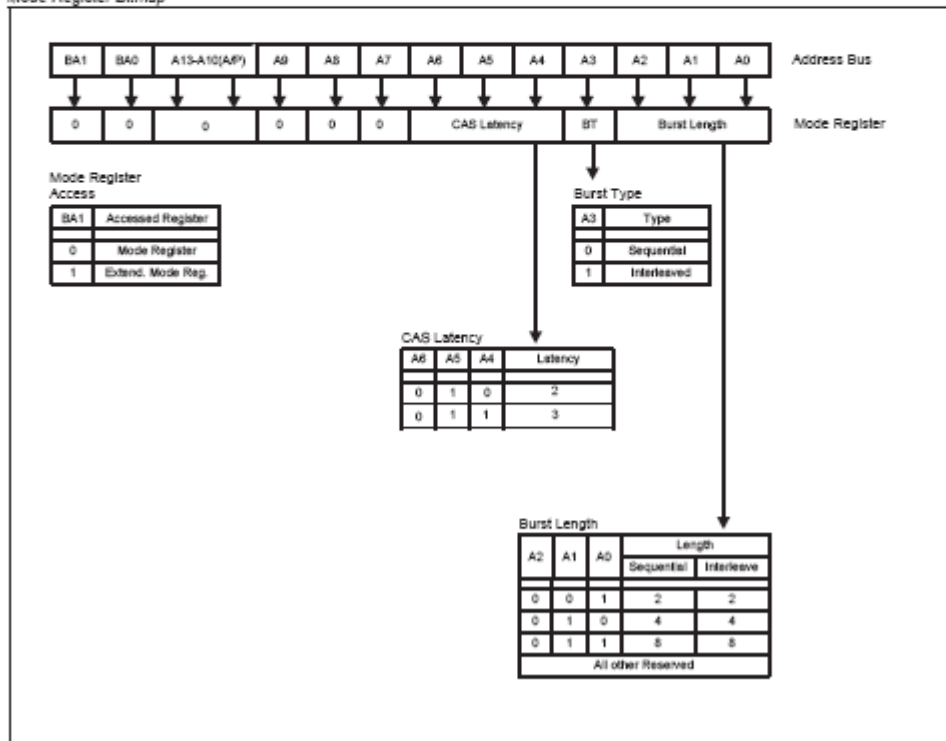 Mode Register Bitmap
BA1 BA0 A13-A10(A/P) A9 A8 A7 A6 A5 A4 A3 A2 A1 A0 Address Bus
0 0 0 0 0 0 CAS Latency BT Burst Length Mode Register
Mode Register
Access
BA1 Accessed Register
0 Mode Register
1 Extend. Mode Reg.
Burst Type
A3 Type
0 Sequential
1 Interleaved
CAS Latency
A6 A5 A4 Latency
0 1 0 2
0 1 1 3
Burst Length
A2 A1 A0 Length
Sequential Interleave
0 0 1 2 2
0 1 0 4 4
0 1 1 8 8
All other Reserved